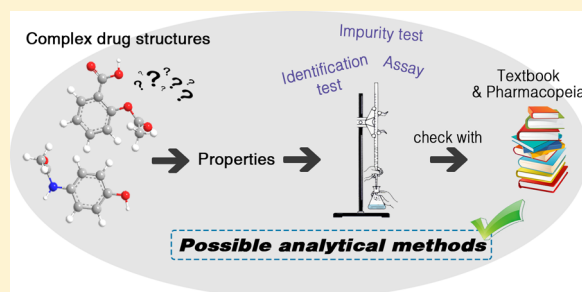 Complex drug structures
? ? ? ? ? ? ?
Impurity test
Identification
test
Assay
Textbook
& Pharmacopeia
Properties
check with
Possible analytical methods